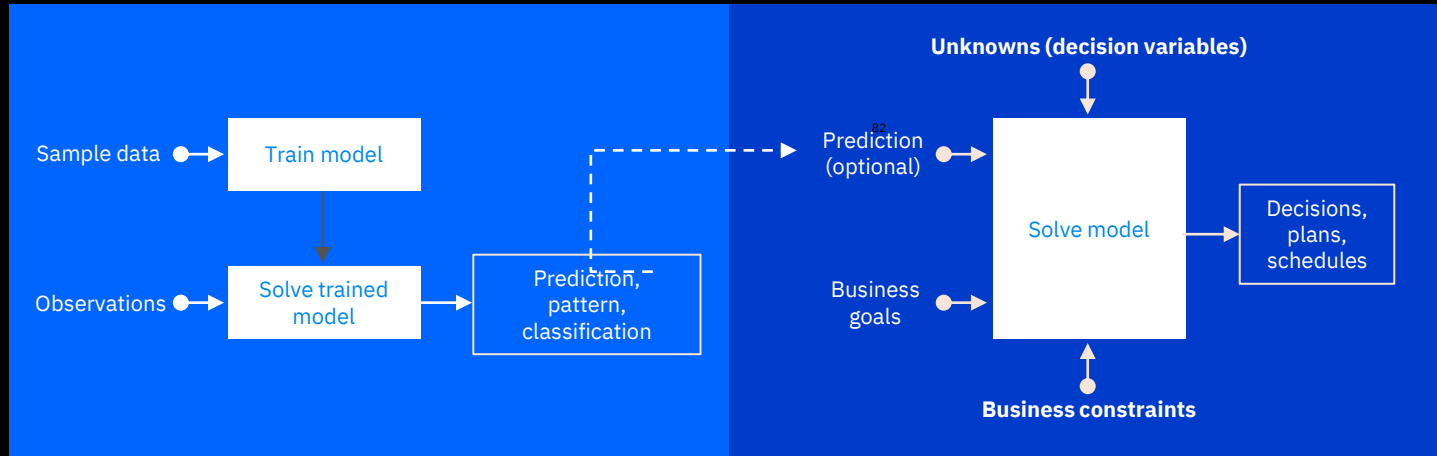 Sample data
Train model
Observations
Solve trained
model
Prediction,
pattern,
classification
Unknowns (decision variables)
82
Prediction
(optional)
Business
goals
Solve model
Business constraints
Decisions,
plans,
schedules